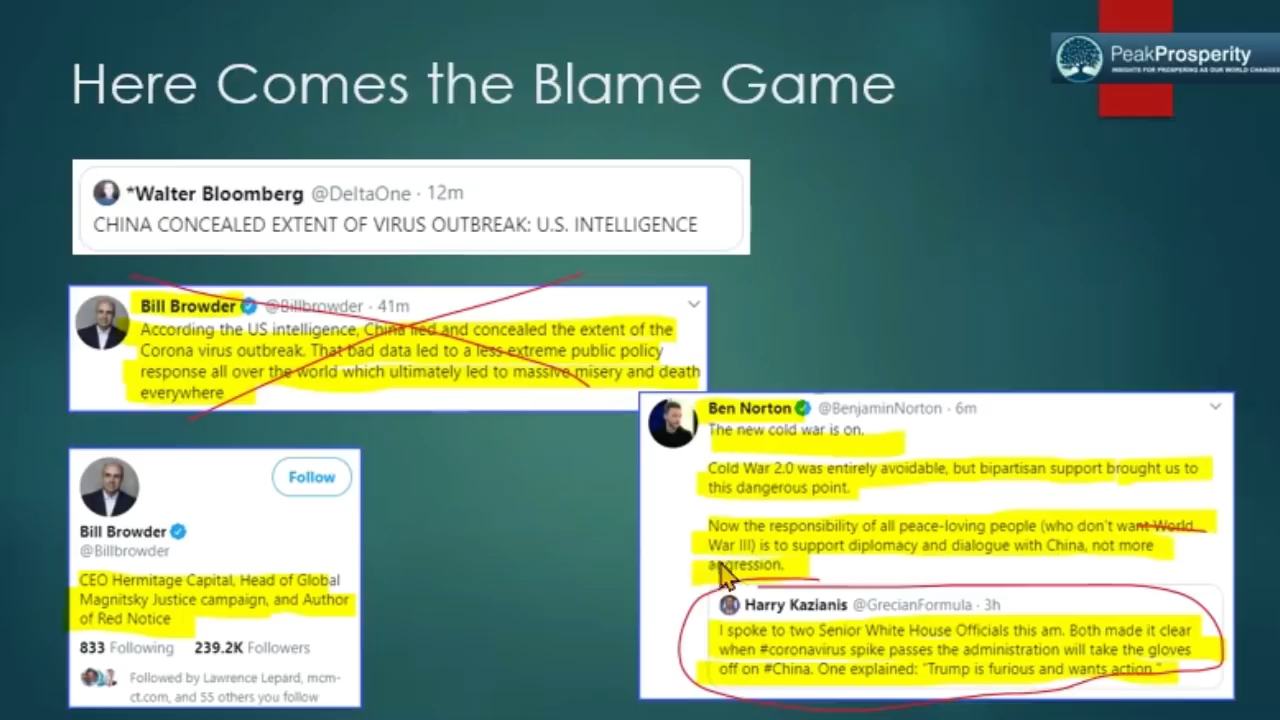 PeakProsperity
INSIGHTS FOR PROSPERING AS OUR WORLD CHANGES
Here Comes the Blame Game
*Walter Bloomberg @DeltaOne · 12m
CHINA CONCEALED EXTENT OF VIRUS OUTBREAK: U.S. INTELLIGENCE
Bill Browder @Billbrowder · 41m
According the US intelligence, China lied and concealed the extent of the
Corona virus outbreak. That bad data led to a less extreme public policy
response all over the world which ultimately led to massive misery and death
everywhere
Ben Norton @BenjaminNorton · 6m
The new cold war is on.
Cold War 2.0 was entirely avoidable, but bipartisan support brought us to
this dangerous point.
Now the responsibility of all peace-loving people (who don't want World
War III) is to support diplomacy and dialogue with China, not more
aggression.
Harry Kazianis @GrecianFormula · 3h
I spoke to two Senior White House Officials this am. Both made it clear
when #coronavirus spike passes the administration will take the gloves
off on #China. One explained: "Trump is furious and wants action."
Follow
Bill Browder
@Billbrowder
CEO Hermitage Capital, Head of Global
Magnitsky Justice campaign, and Author
of Red Notice
833 Following 239.2K Followers
Followed by Lawrence Lepard, mcm-
ct.com, and 55 others you follow